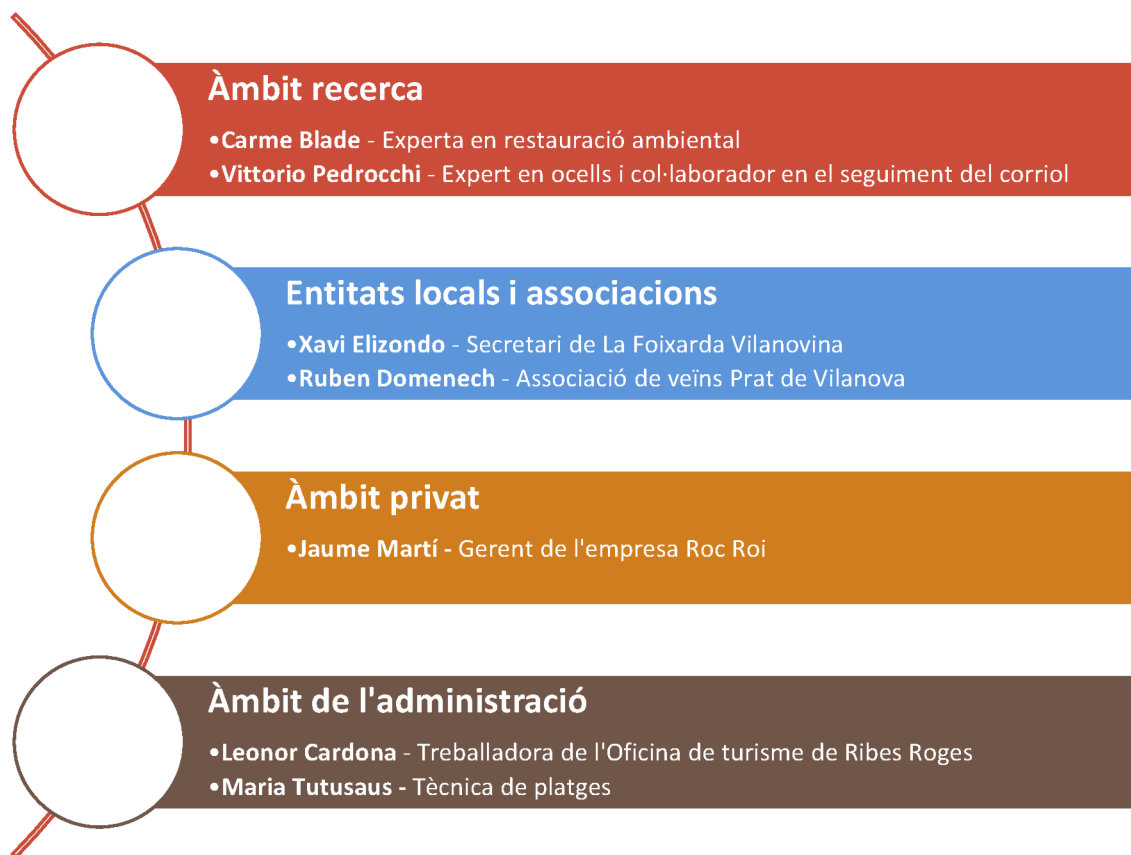 Àmbit recerca
•Carme Blade - Experta en restauració ambiental
•Vittorio Pedrocchi - Expert en ocells i col·laborador en el seguiment del corriol
Entitats locals i associacions
•Xavi Elizondo - Secretari de La Foixarda Vilanovina
•Ruben Domenech - Associació de veïns Prat de Vilanova
Àmbit privat
•Jaume Martí - Gerent de l'empresa Roc Roi
Àmbit de l'administració
•Leonor Cardona - Treballadora de l'Oficina de turisme de Ribes Roges
•Maria Tutusaus - Tècnica de platges